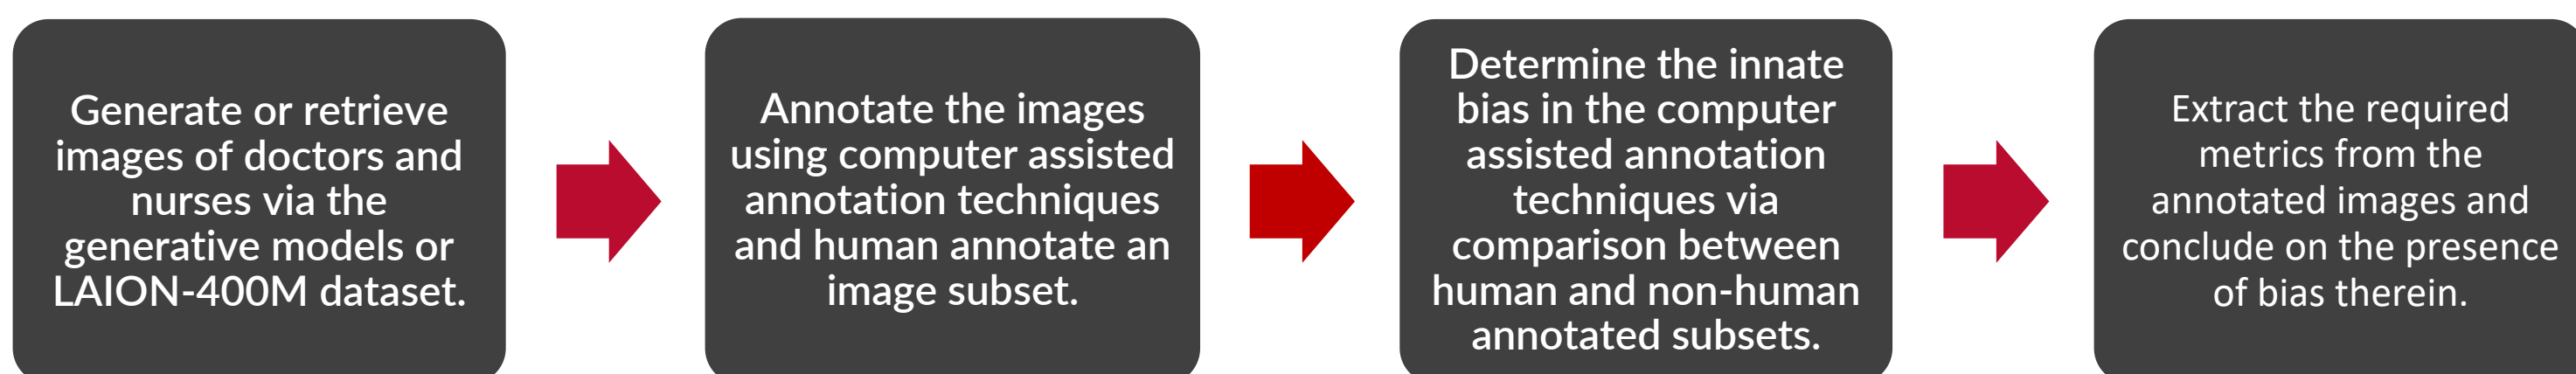 Generate or retrieve
images of doctors and
nurses via the
generative models or
LAION-400M dataset.
Annotate the images
using computer assisted
annotation techniques
and human annotate an
image subset.
Determine the innate
bias in the computer
assisted annotation
techniques via
comparison between
human and non-human
annotated subsets.
Extract the required
metrics from the
annotated images and
conclude on the presence
of bias therein.